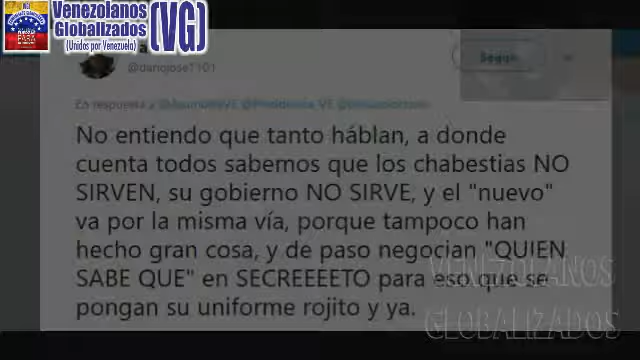 Venezolanos
Globalizados
(Unidos por Venezuela)
(VG)
@danojose1101
Seguir
En respuesta a
No entiendo que tanto háblan, a donde
cuenta todos sabemos que los chabestias NO
SIRVEN, su gobierno NO SIRVE, y el "nuevo"
va por la misma vía, porque tampoco han
hecho gran cosa, y de paso negocian "QUIEN
SABE QUE" en SECREEEETO para eso que se
pongan su uniforme rojito y ya.
VENEZOLANOS
GLOBALIZADOS